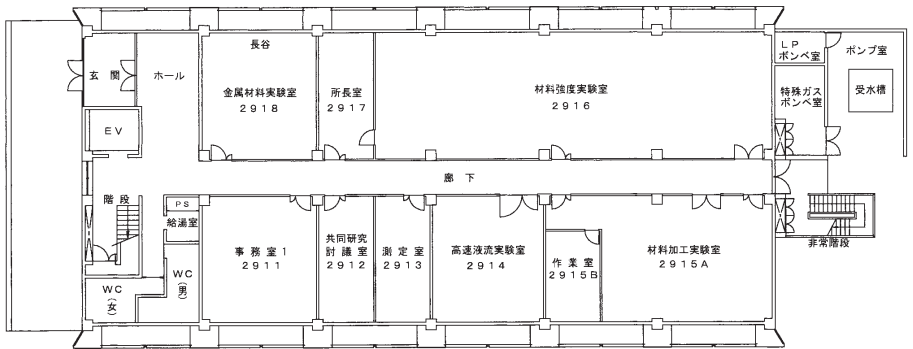 玄関
ホール
長谷
金属材料実験室
2918
所長室
2917
材料強度実験室
2916
LP
ボンベ室
ポンプ室
特殊ガス
ボンベ室
受水槽
EV
廊下
階段
PS
給湯室
事務室1
2911
共同研究
討議室
2912
測定室
2913
高速液流実験室
2914
作業室
2915B
材料加工実験室
2915A
非常階段
WC
(女)
WC
(男)